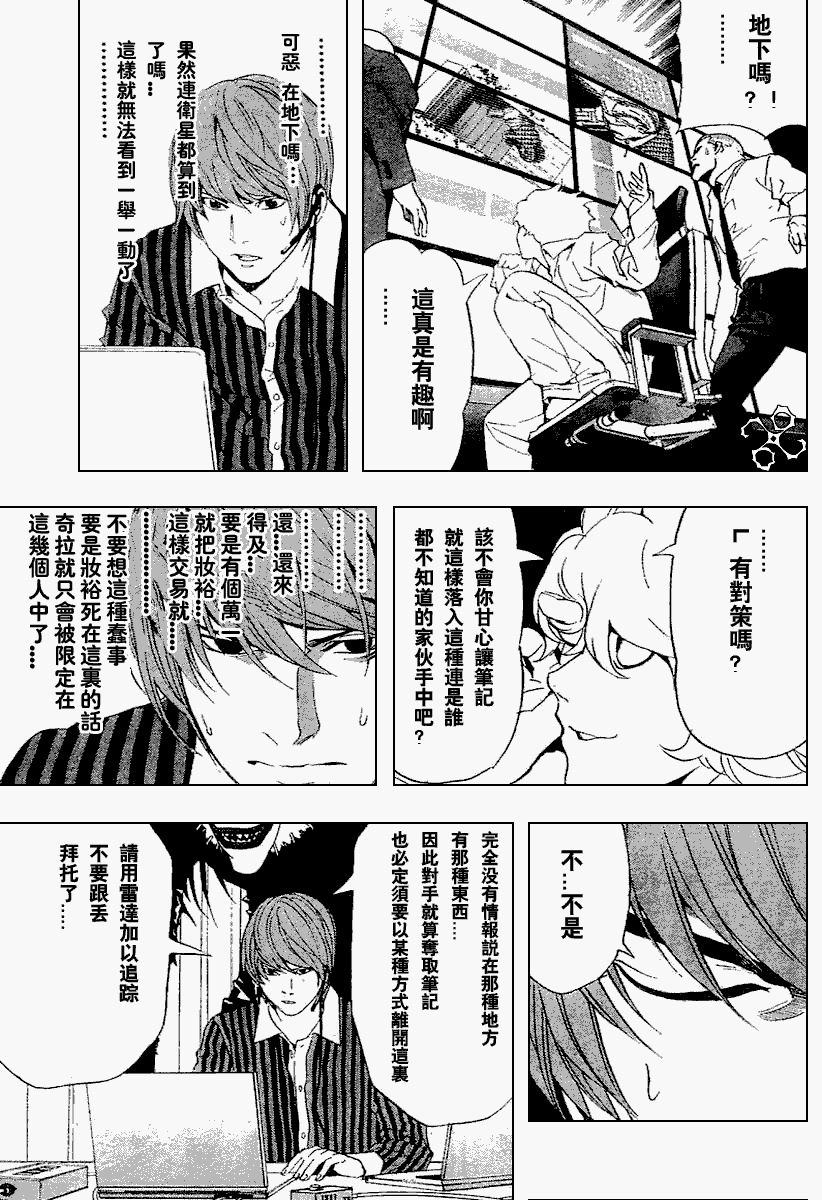 地下嗎！？
………
這真是有趣啊
……
…………
可惡 在地下嗎…
果然連衛星都算到
了嗎…
這樣就無法看到一舉一動了
…………
………
「有對策嗎？
該不會你甘心讓筆記
就這樣落入這種連是誰
都不知道的家伙手中吧？
…………
…………
…………
還…還來
得及…
要是有個萬一
就把妝裕……
這樣交易就……
…………
不要想這種蠢事
要是妝裕死在這裏的話
奇拉就只會被限定在
這幾個人中了…
不…不是
完全没有情報説在那種地方
有那種東西……
因此對手就算奪取筆記
也必定須要以某種方式離開這裏
請用雷達加以追踪
不要跟丢
拜托了……